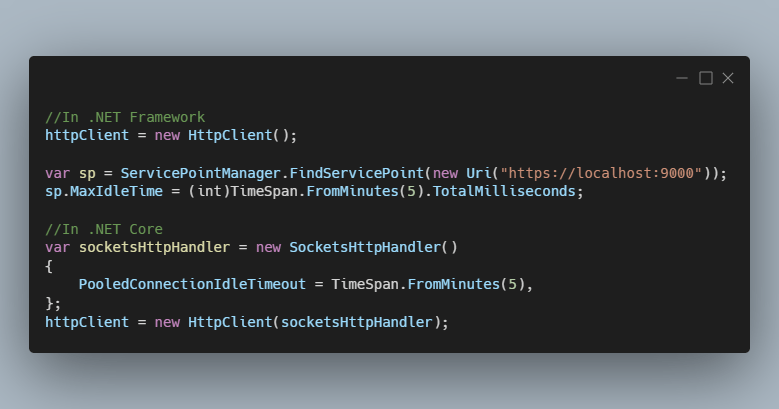 //In .NET Framework
httpClient = new HttpClient();
var sp = ServicePointManager.FindServicePoint(new Uri("https://localhost:9000"));
sp.MaxIdleTime = (int)TimeSpan.FromMinutes(5).TotalMilliseconds;
//In .NET Core
var socketsHttpHandler = new SocketsHttpHandler()
{
    PooledConnectionIdleTimeout = TimeSpan.FromMinutes(5),
};
httpClient = new HttpClient(socketsHttpHandler);